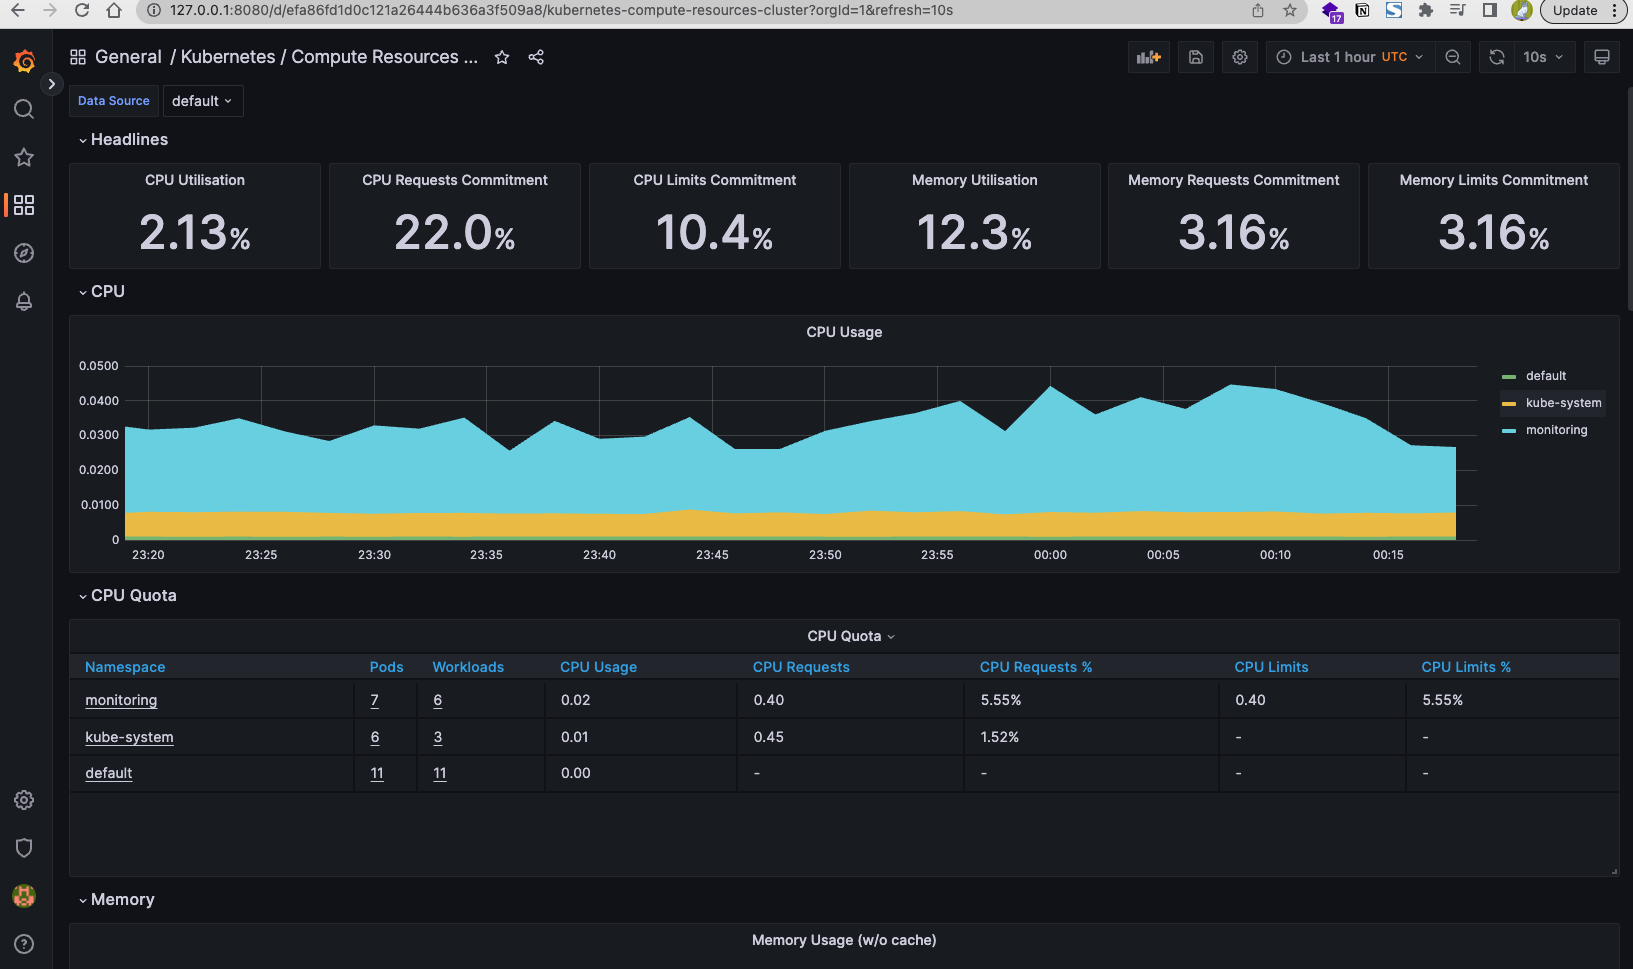 127.0.0.1:8080/d/efa86fd1d0c121a26444b636a3f509a8/kubernetes-compute-resources-cluster?orgId=1&refresh=10s
17
Update
General / Kubernetes / Compute Resources ...
Last 1 hour UTC
10s
Data Source
default
Headlines
CPU Utilisation
2.13%
CPU Requests Commitment
22.0%
CPU Limits Commitment
10.4%
Memory Utilisation
12.3%
Memory Requests Commitment
3.16%
Memory Limits Commitment
3.16%
CPU
CPU Usage
0.0500
0.0400
0.0300
0.0200
0.0100
0
23:20 23:25 23:30 23:35 23:40 23:45 23:50 23:55 00:00 00:05 00:10 00:15
default
kube-system
monitoring
CPU Quota
CPU Quota
Namespace Pods Workloads CPU Usage CPU Requests CPU Requests % CPU Limits CPU Limits %
monitoring 7 6 0.02 0.40 5.55% 0.40 5.55%
kube-system 6 3 0.01 0.45 1.52% - -
default 11 11 0.00 - - - -
Memory
Memory Usage (w/o cache)